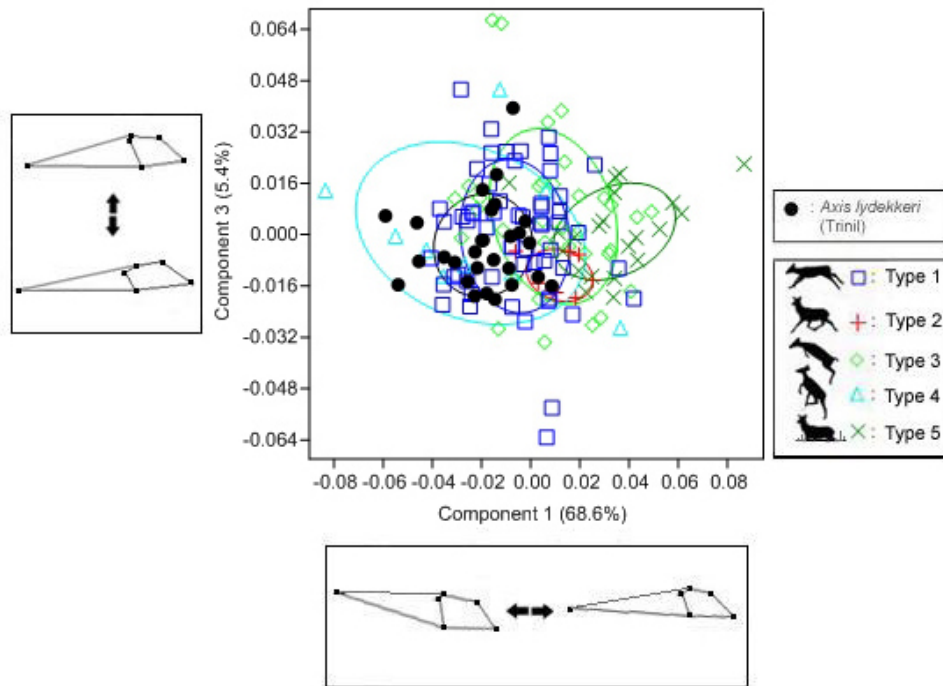 0.064
0.048
0.032
0.016
0.000
-0.016
-0.032
-0.048
-0.064
Component 3 (5.4%)
-0.08 -0.06 -0.04 -0.02 0.00 0.02 0.04 0.06 0.08
Component 1 (68.6%)
: Axis lydekkeri
(Trinil)
: Type 1
: Type 2
: Type 3
: Type 4
: Type 5